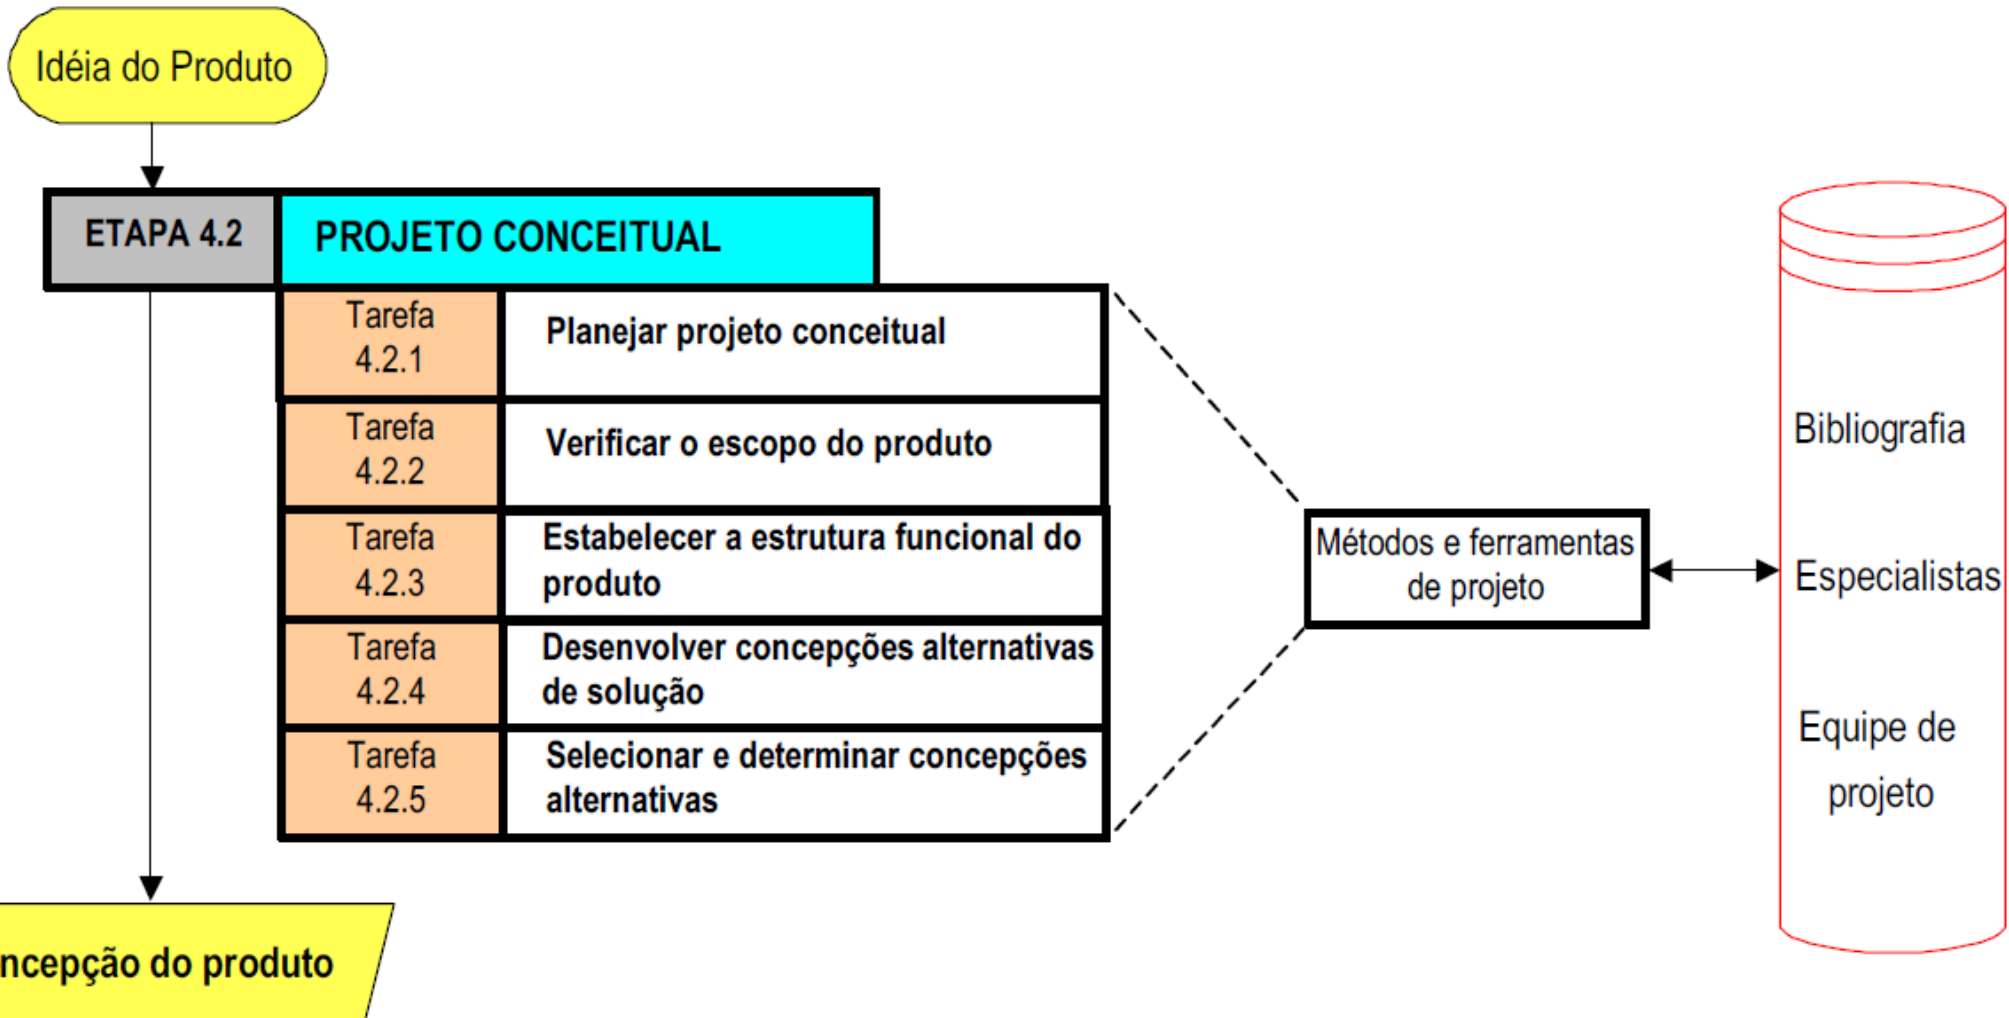 Idéia do Produto
ETAPA 4.2
PROJETO CONCEITUAL
Tarefa
4.2.1
Planejar projeto conceitual
Tarefa
4.2.2
Verificar o escopo do produto
Tarefa
4.2.3
Estabelecer a estrutura funcional do
produto
Tarefa
4.2.4
Desenvolver concepções alternativas
de solução
Tarefa
4.2.5
Selecionar e determinar concepções
alternativas
Métodos e ferramentas
de projeto
Bibliografia
Especialistas
Equipe de
projeto
ncepção do produto